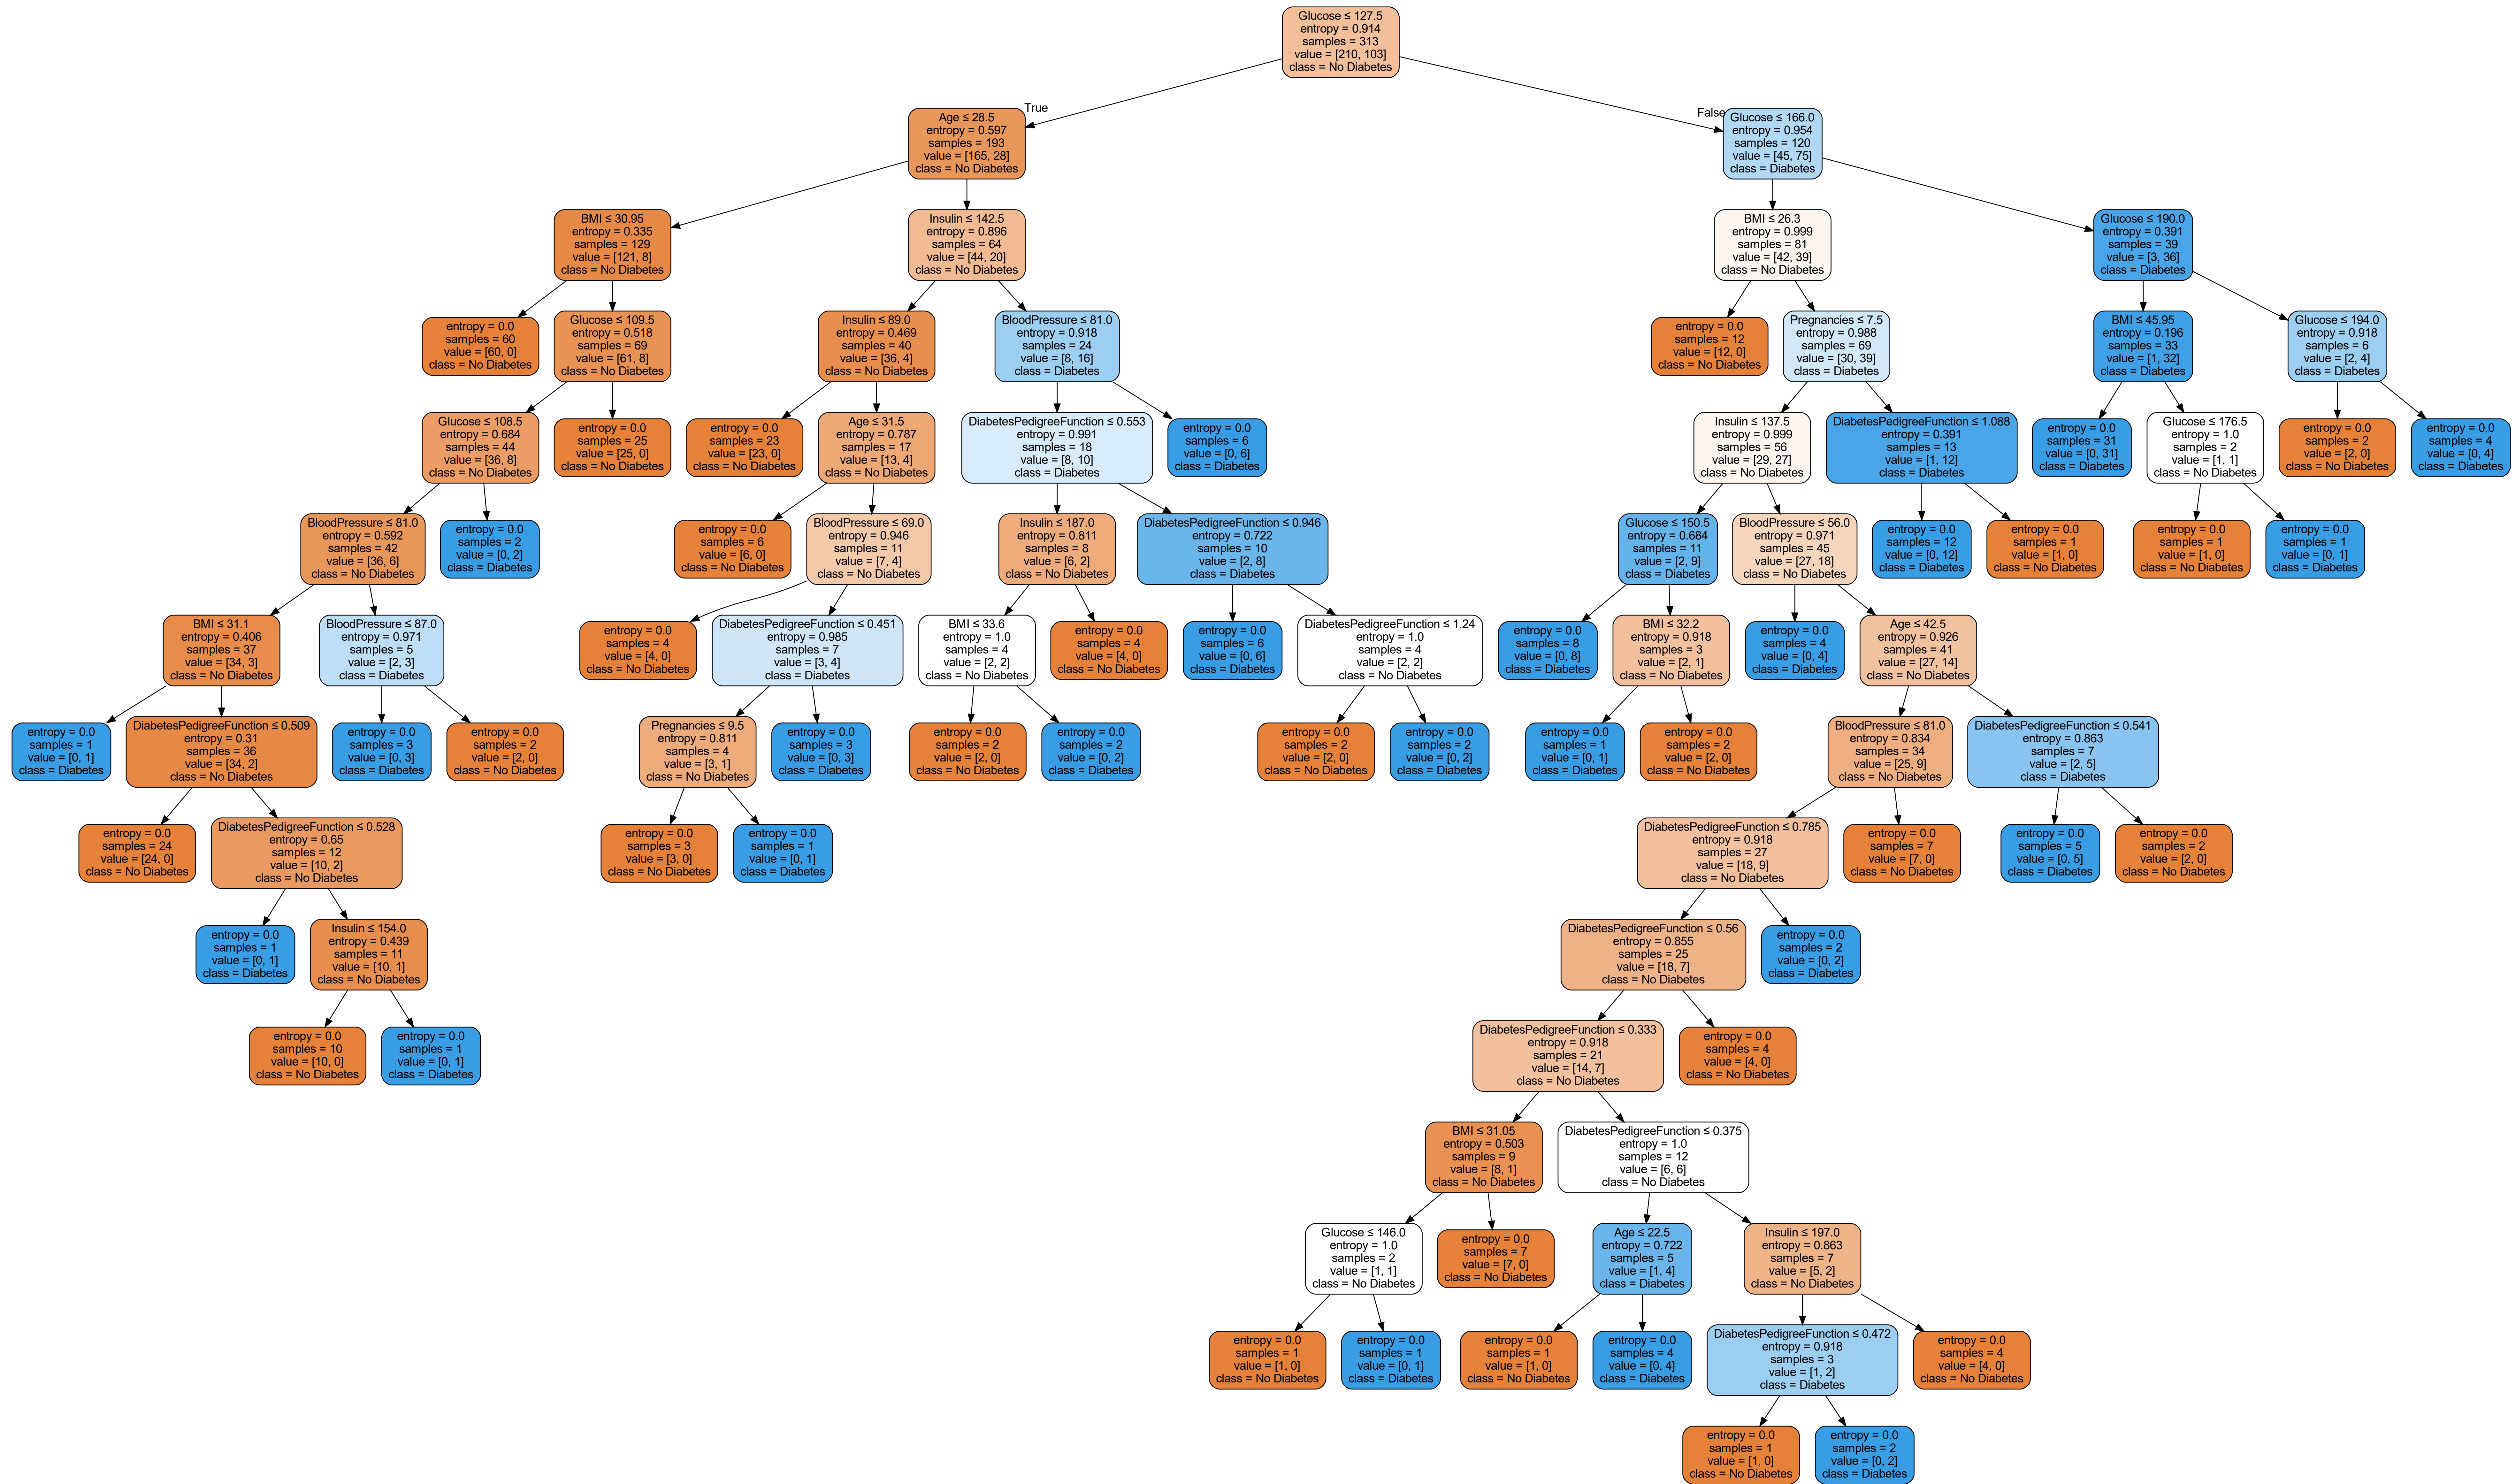 Glucose ≤ 127.5
entropy = 0.914
samples = 313
value = [210, 103]
class = No Diabetes
True
False
Age ≤ 28.5
entropy = 0.597
samples = 193
value = [165, 28]
class = No Diabetes
Glucose ≤ 166.0
entropy = 0.954
samples = 120
value = [45, 75]
class = Diabetes
BMI ≤ 30.95
entropy = 0.335
samples = 129
value = [121, 8]
class = No Diabetes
Insulin ≤ 142.5
entropy = 0.896
samples = 64
value = [44, 20]
class = No Diabetes
BMI ≤ 26.3
entropy = 0.999
samples = 81
value = [42, 39]
class = No Diabetes
Glucose ≤ 190.0
entropy = 0.391
samples = 39
value = [3, 36]
class = Diabetes
entropy = 0.0
samples = 60
value = [60, 0]
class = No Diabetes
Glucose ≤ 109.5
entropy = 0.518
samples = 69
value = [61, 8]
class = No Diabetes
Insulin ≤ 89.0
entropy = 0.469
samples = 40
value = [36, 4]
class = No Diabetes
BloodPressure ≤ 81.0
entropy = 0.918
samples = 24
value = [8, 16]
class = Diabetes
entropy = 0.0
samples = 12
value = [12, 0]
class = No Diabetes
Pregnancies ≤ 7.5
entropy = 0.988
samples = 69
value = [30, 39]
class = Diabetes
BMI ≤ 45.95
entropy = 0.196
samples = 33
value = [1, 32]
class = Diabetes
Glucose ≤ 194.0
entropy = 0.918
samples = 6
value = [2, 4]
class = Diabetes
Glucose ≤ 108.5
entropy = 0.684
samples = 44
value = [36, 8]
class = No Diabetes
entropy = 0.0
samples = 25
value = [25, 0]
class = No Diabetes
entropy = 0.0
samples = 23
value = [23, 0]
class = No Diabetes
Age ≤ 31.5
entropy = 0.787
samples = 17
value = [13, 4]
class = No Diabetes
DiabetesPedigreeFunction ≤ 0.553
entropy = 0.991
samples = 18
value = [8, 10]
class = Diabetes
entropy = 0.0
samples = 6
value = [0, 6]
class = Diabetes
Insulin ≤ 137.5
entropy = 0.999
samples = 56
value = [29, 27]
class = No Diabetes
DiabetesPedigreeFunction ≤ 1.088
entropy = 0.391
samples = 13
value = [1, 12]
class = Diabetes
entropy = 0.0
samples = 31
value = [0, 31]
class = Diabetes
Glucose ≤ 176.5
entropy = 1.0
samples = 2
value = [1, 1]
class = No Diabetes
entropy = 0.0
samples = 2
value = [2, 0]
class = No Diabetes
entropy = 0.0
samples = 4
value = [0, 4]
class = Diabetes
BloodPressure ≤ 81.0
entropy = 0.592
samples = 42
value = [36, 6]
class = No Diabetes
entropy = 0.0
samples = 2
value = [0, 2]
class = Diabetes
entropy = 0.0
samples = 6
value = [6, 0]
class = No Diabetes
BloodPressure ≤ 69.0
entropy = 0.946
samples = 11
value = [7, 4]
class = No Diabetes
Insulin ≤ 187.0
entropy = 0.811
samples = 8
value = [6, 2]
class = No Diabetes
DiabetesPedigreeFunction ≤ 0.946
entropy = 0.722
samples = 10
value = [2, 8]
class = Diabetes
Glucose ≤ 150.5
entropy = 0.684
samples = 11
value = [2, 9]
class = Diabetes
BloodPressure ≤ 56.0
entropy = 0.971
samples = 45
value = [27, 18]
class = No Diabetes
entropy = 0.0
samples = 12
value = [0, 12]
class = Diabetes
entropy = 0.0
samples = 1
value = [1, 0]
class = No Diabetes
entropy = 0.0
samples = 1
value = [1, 0]
class = No Diabetes
entropy = 0.0
samples = 1
value = [0, 1]
class = Diabetes
BMI ≤ 31.1
entropy = 0.406
samples = 37
value = [34, 3]
class = No Diabetes
BloodPressure ≤ 87.0
entropy = 0.971
samples = 5
value = [2, 3]
class = Diabetes
entropy = 0.0
samples = 4
value = [4, 0]
class = No Diabetes
DiabetesPedigreeFunction ≤ 0.451
entropy = 0.985
samples = 7
value = [3, 4]
class = Diabetes
BMI ≤ 33.6
entropy = 1.0
samples = 4
value = [2, 2]
class = No Diabetes
entropy = 0.0
samples = 4
value = [4, 0]
class = No Diabetes
entropy = 0.0
samples = 6
value = [0, 6]
class = Diabetes
DiabetesPedigreeFunction ≤ 1.24
entropy = 1.0
samples = 4
value = [2, 2]
class = No Diabetes
entropy = 0.0
samples = 8
value = [0, 8]
class = Diabetes
BMI ≤ 32.2
entropy = 0.918
samples = 3
value = [2, 1]
class = No Diabetes
entropy = 0.0
samples = 4
value = [0, 4]
class = Diabetes
Age ≤ 42.5
entropy = 0.926
samples = 41
value = [27, 14]
class = No Diabetes
entropy = 0.0
samples = 1
value = [0, 1]
class = Diabetes
DiabetesPedigreeFunction ≤ 0.509
entropy = 0.31
samples = 36
value = [34, 2]
class = No Diabetes
entropy = 0.0
samples = 3
value = [0, 3]
class = Diabetes
entropy = 0.0
samples = 2
value = [2, 0]
class = No Diabetes
Pregnancies ≤ 9.5
entropy = 0.811
samples = 4
value = [3, 1]
class = No Diabetes
entropy = 0.0
samples = 3
value = [0, 3]
class = Diabetes
entropy = 0.0
samples = 2
value = [2, 0]
class = No Diabetes
entropy = 0.0
samples = 2
value = [0, 2]
class = Diabetes
entropy = 0.0
samples = 2
value = [2, 0]
class = No Diabetes
entropy = 0.0
samples = 2
value = [0, 2]
class = Diabetes
entropy = 0.0
samples = 1
value = [0, 1]
class = Diabetes
entropy = 0.0
samples = 2
value = [2, 0]
class = No Diabetes
BloodPressure ≤ 81.0
entropy = 0.834
samples = 34
value = [25, 9]
class = No Diabetes
DiabetesPedigreeFunction ≤ 0.541
entropy = 0.863
samples = 7
value = [2, 5]
class = Diabetes
entropy = 0.0
samples = 24
value = [24, 0]
class = No Diabetes
DiabetesPedigreeFunction ≤ 0.528
entropy = 0.65
samples = 12
value = [10, 2]
class = No Diabetes
entropy = 0.0
samples = 3
value = [3, 0]
class = No Diabetes
entropy = 0.0
samples = 1
value = [0, 1]
class = Diabetes
DiabetesPedigreeFunction ≤ 0.785
entropy = 0.918
samples = 27
value = [18, 9]
class = No Diabetes
entropy = 0.0
samples = 7
value = [7, 0]
class = No Diabetes
entropy = 0.0
samples = 5
value = [0, 5]
class = Diabetes
entropy = 0.0
samples = 2
value = [2, 0]
class = No Diabetes
entropy = 0.0
samples = 1
value = [0, 1]
class = Diabetes
Insulin ≤ 154.0
entropy = 0.439
samples = 11
value = [10, 1]
class = No Diabetes
DiabetesPedigreeFunction ≤ 0.56
entropy = 0.855
samples = 25
value = [18, 7]
class = No Diabetes
entropy = 0.0
samples = 2
value = [0, 2]
class = Diabetes
entropy = 0.0
samples = 10
value = [10, 0]
class = No Diabetes
entropy = 0.0
samples = 1
value = [0, 1]
class = Diabetes
DiabetesPedigreeFunction ≤ 0.333
entropy = 0.918
samples = 21
value = [14, 7]
class = No Diabetes
entropy = 0.0
samples = 4
value = [4, 0]
class = No Diabetes
BMI ≤ 31.05
entropy = 0.503
samples = 9
value = [8, 1]
class = No Diabetes
DiabetesPedigreeFunction ≤ 0.375
entropy = 1.0
samples = 12
value = [6, 6]
class = No Diabetes
Glucose ≤ 146.0
entropy = 1.0
samples = 2
value = [1, 1]
class = No Diabetes
entropy = 0.0
samples = 7
value = [7, 0]
class = No Diabetes
Age ≤ 22.5
entropy = 0.722
samples = 5
value = [1, 4]
class = Diabetes
Insulin ≤ 197.0
entropy = 0.863
samples = 7
value = [5, 2]
class = No Diabetes
entropy = 0.0
samples = 1
value = [1, 0]
class = No Diabetes
entropy = 0.0
samples = 1
value = [0, 1]
class = Diabetes
entropy = 0.0
samples = 1
value = [1, 0]
class = No Diabetes
entropy = 0.0
samples = 4
value = [0, 4]
class = Diabetes
DiabetesPedigreeFunction ≤ 0.472
entropy = 0.918
samples = 3
value = [1, 2]
class = Diabetes
entropy = 0.0
samples = 4
value = [4, 0]
class = No Diabetes
entropy = 0.0
samples = 1
value = [1, 0]
class = No Diabetes
entropy = 0.0
samples = 2
value = [0, 2]
class = Diabetes